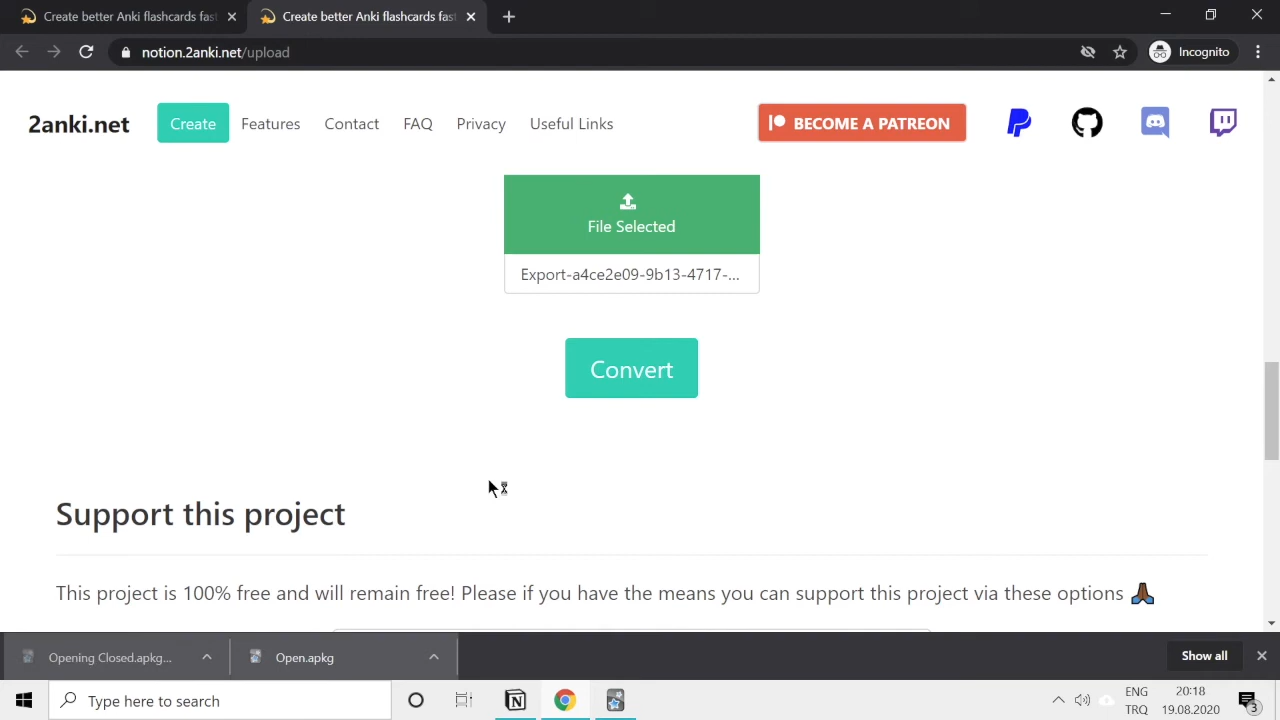 Create better Anki flashcards fast
Create better Anki flashcards fast
notion.2anki.net/upload
Incognito
2anki.net
Create
Features
Contact
FAQ
Privacy
Useful Links
BECOME A PATREON
File Selected
Export-a4ce2e09-9b13-4717-...
Convert
Support this project
This project is 100% free and will remain free! Please if you have the means you can support this project via these options
Opening Closed.apkg...
Open.apkg
Show all
Type here to search
ENG
TRQ
20:18
19.08.2020
3